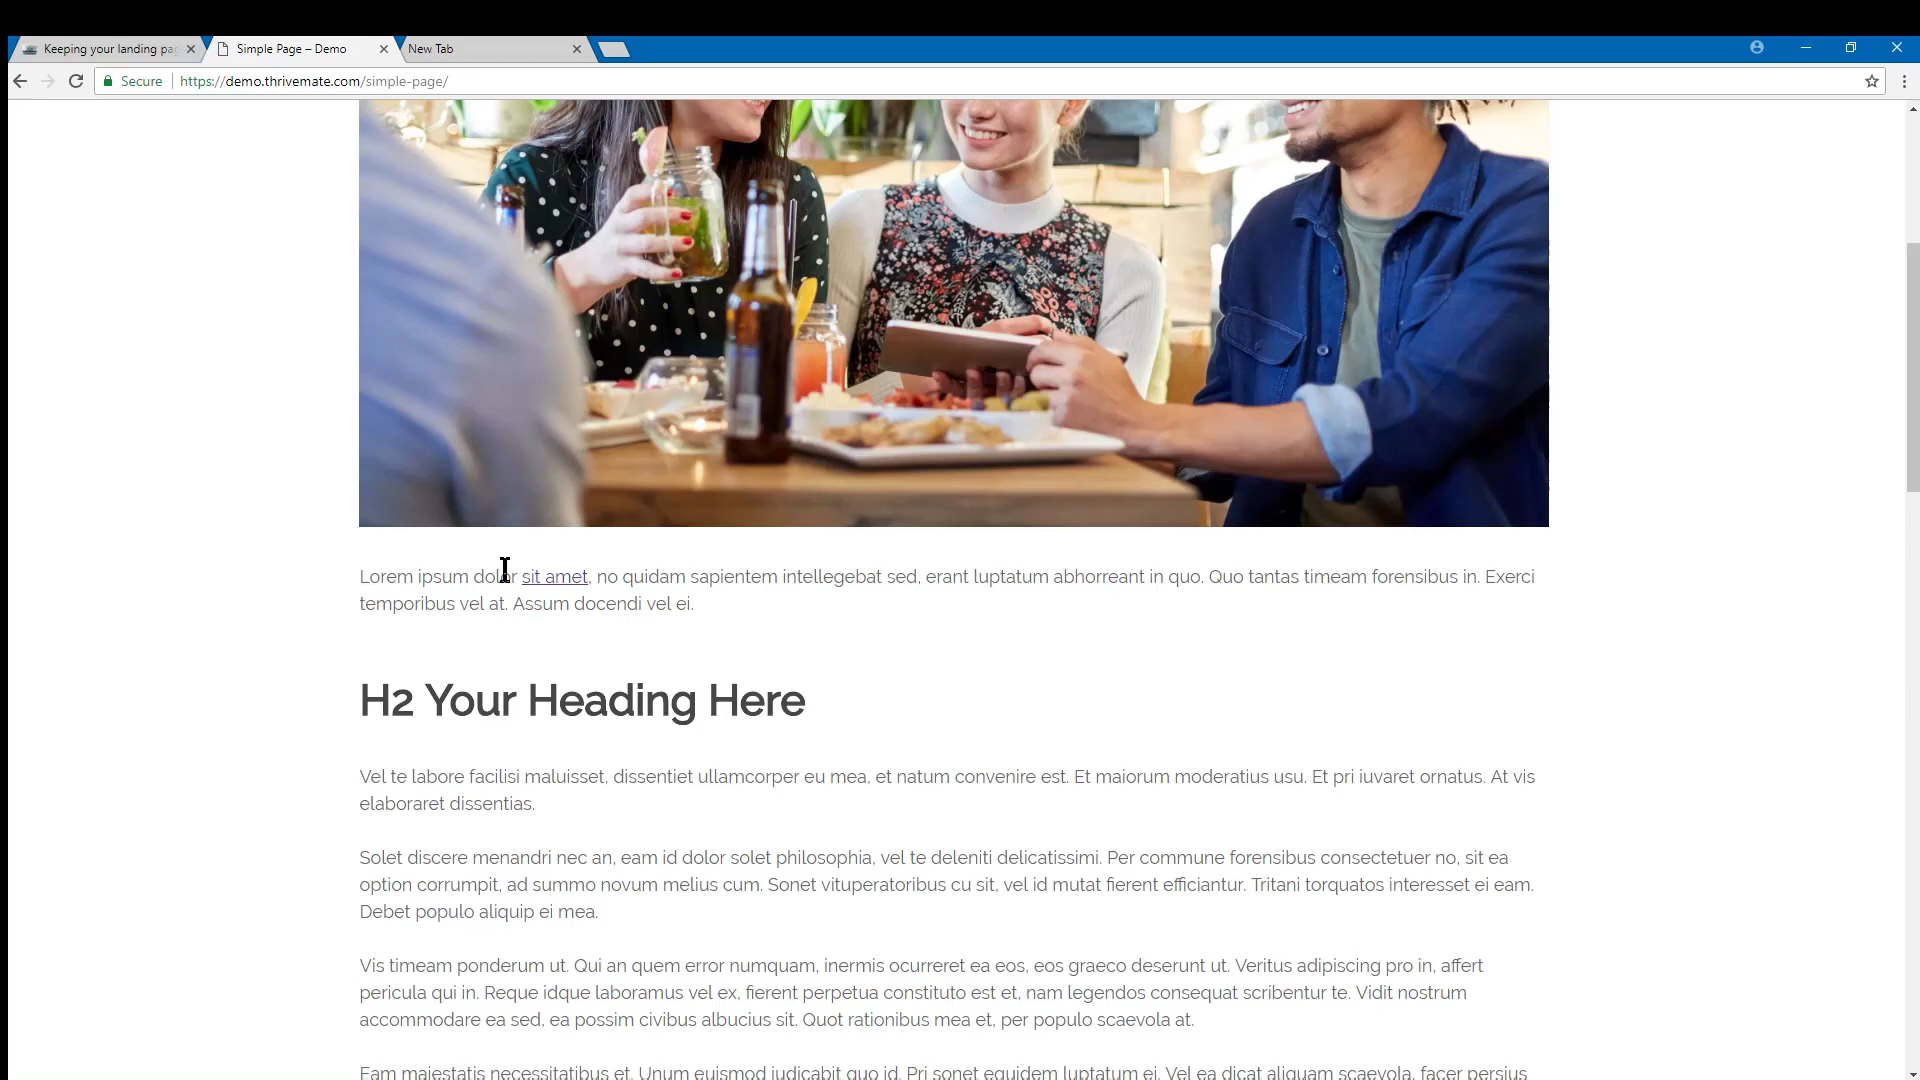 Keeping your landing pa
Simple Page – Demo
New Tab
Secure
https://demo.thrivemate.com/simple-page/
Lorem ipsum dolor sit amet, no quidam sapientem intellegebat sed, erant luptatum abhorreant in quo. Quo tantas timeam forensibus in. Exerci
temporibus vel at. Assum docendi vel ei.
H2 Your Heading Here
Vel te labore facilisi maluisset, dissentiet ullamcorper eu mea, et natum convenire est. Et maiorum moderatius usu. Et pri iuvaret ornatus. At vis
elaboraret dissentias.
Solet discere menandri nec an, eam id dolor solet philosophia, vel te deleniti delicatissimi. Per commune forensibus consectetuer no, sit ea
option corrumpit, ad summo novum melius cum. Sonet vituperatoribus cu sit, vel id mutat fierent efficiantur. Tritani torquatos interesset ei eam.
Debet populo aliquip ei mea.
Vis timeam ponderum ut. Qui an quem error numquam, inermis ocurreret ea eos, eos graeco deserunt ut. Veritus adipiscing pro in, affert
pericula qui in. Reque idque laboramus vel ex, fierent perpetua constituto est et, nam legendos consequat scribentur te. Vidit nostrum
accommodare ea sed, ea possim civibus albucius sit. Quot rationibus mea et, per populo scaevola at.
Eam maiestatis necessitatibus et. Unum euismod iudicabit quo id. Pri sonet equidem luptatum ei. Vel ea dicat aliquam scaevola, facer persius